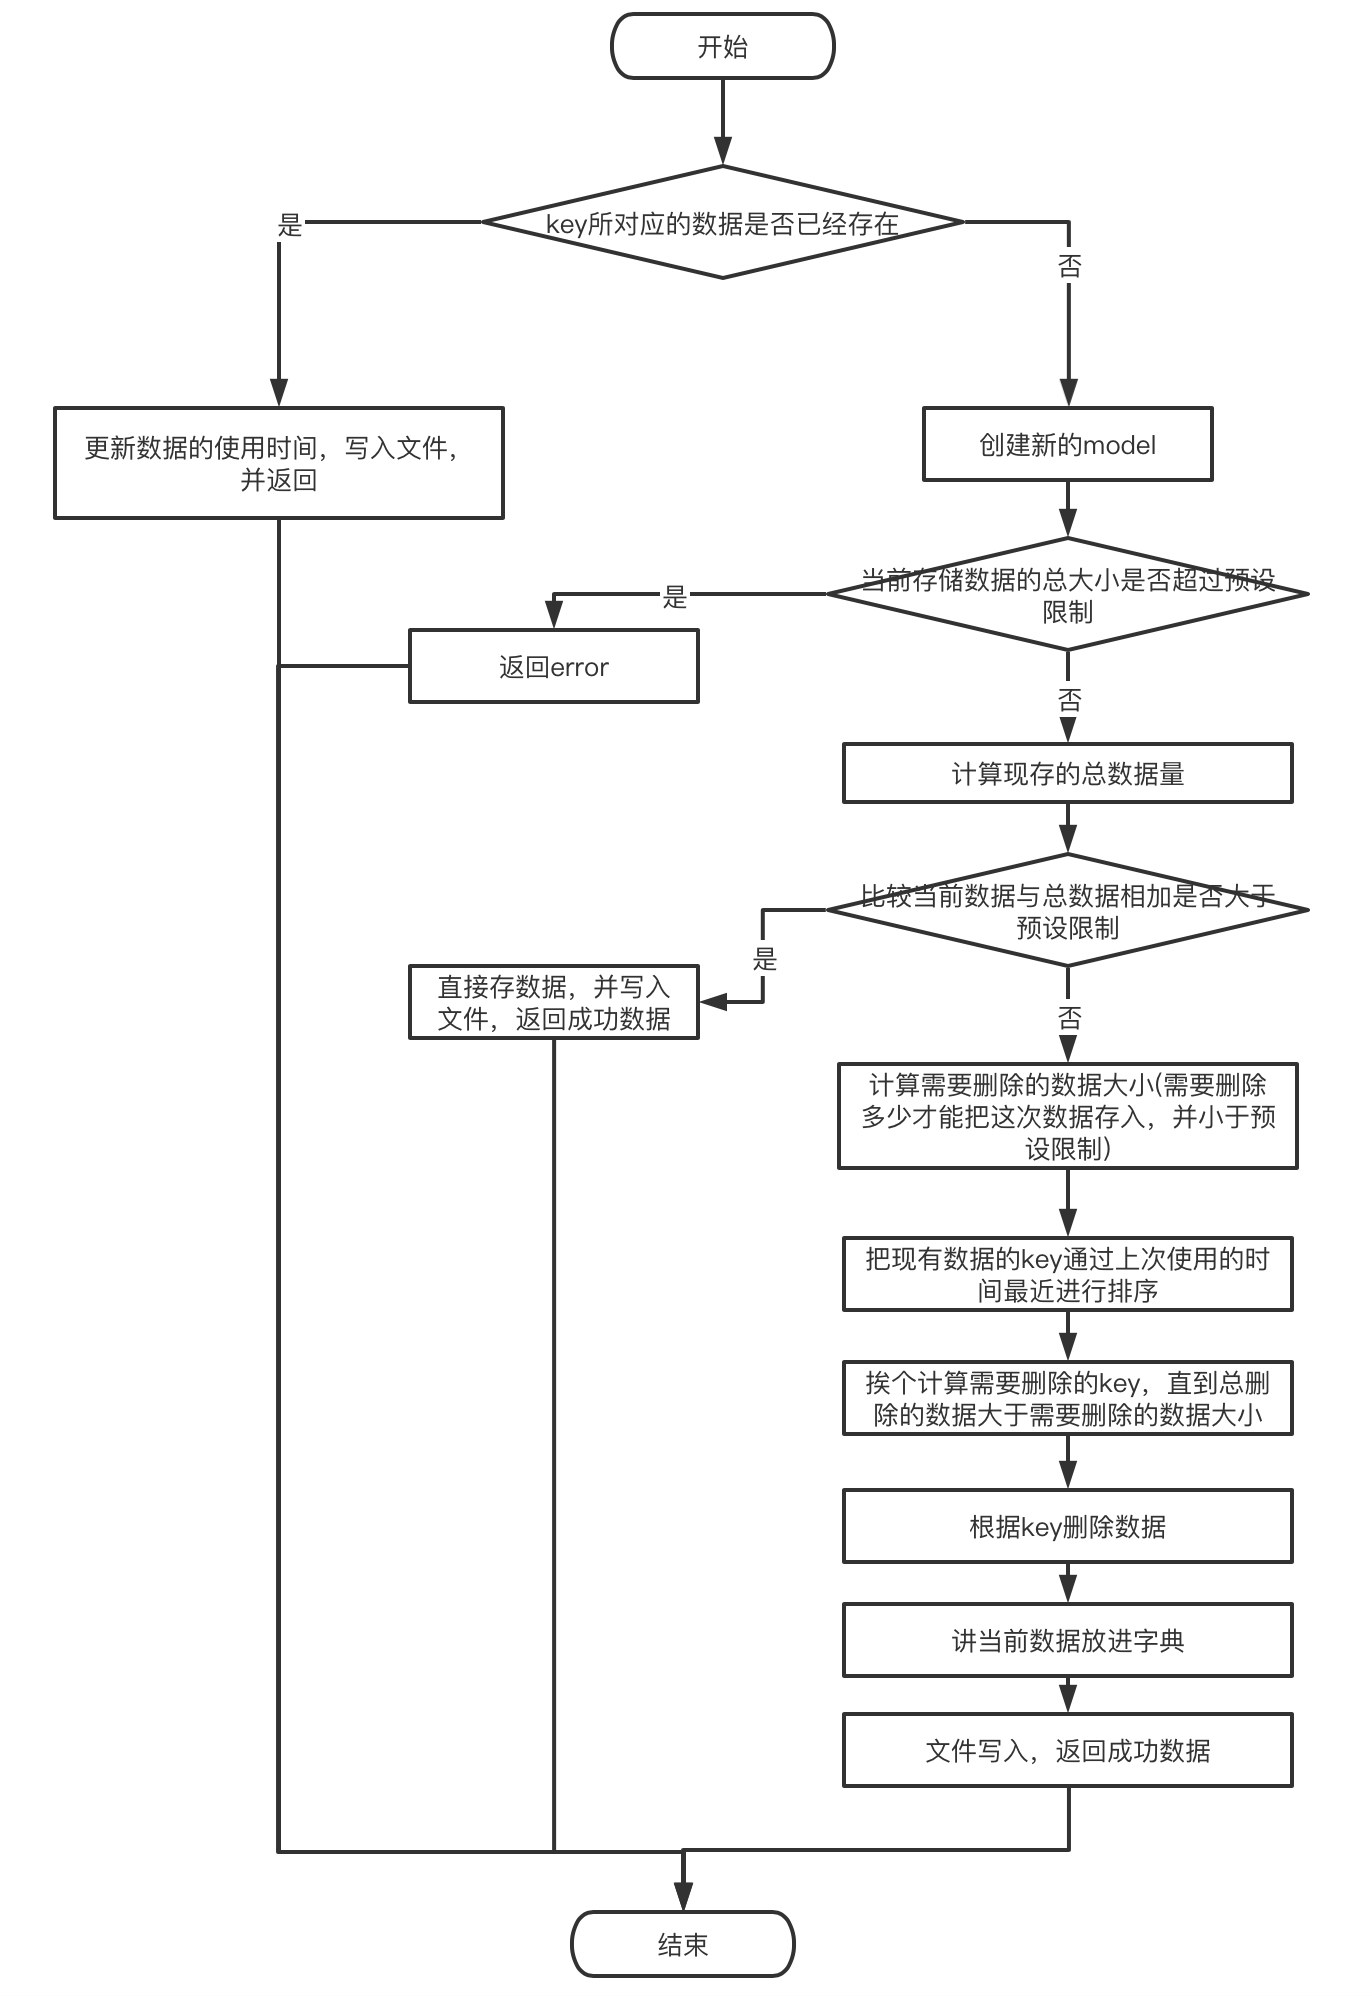 开始
key所对应的数据是否已经存在
是
否
更新数据的使用时间，写入文件，
并返回
创建新的model
当前存储数据的总大小是否超过预设
限制
是
返回error
否
计算现存的总数据量
比较当前数据与总数据相加是否大于
预设限制
是
直接存数据，并写入
文件，返回成功数据
否
计算需要删除的数据大小(需要删除
多少才能把这次数据存入，并小于预
设限制)
把现有数据的key通过上次使用的时
间最近进行排序
挨个计算需要删除的key，直到总删
除的数据大于需要删除的数据大小
根据key删除数据
讲当前数据放进字典
文件写入，返回成功数据
结束